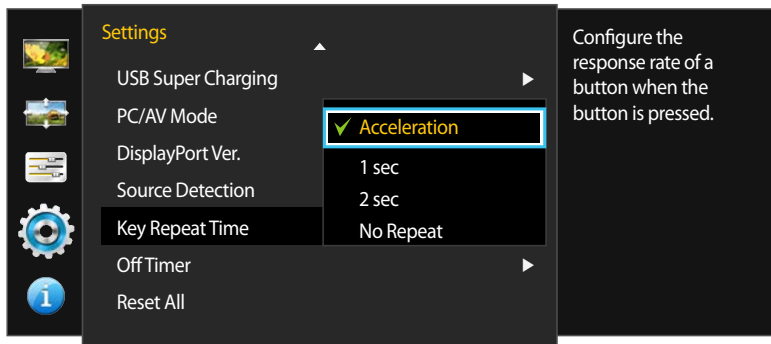 Settings
USB Super Charging
PC/AV Mode
DisplayPort Ver.
Source Detection
Key Repeat Time
Off Timer
Reset All
Acceleration
1 sec
2 sec
No Repeat
Configure the
response rate of a
button when the
button is pressed.
i